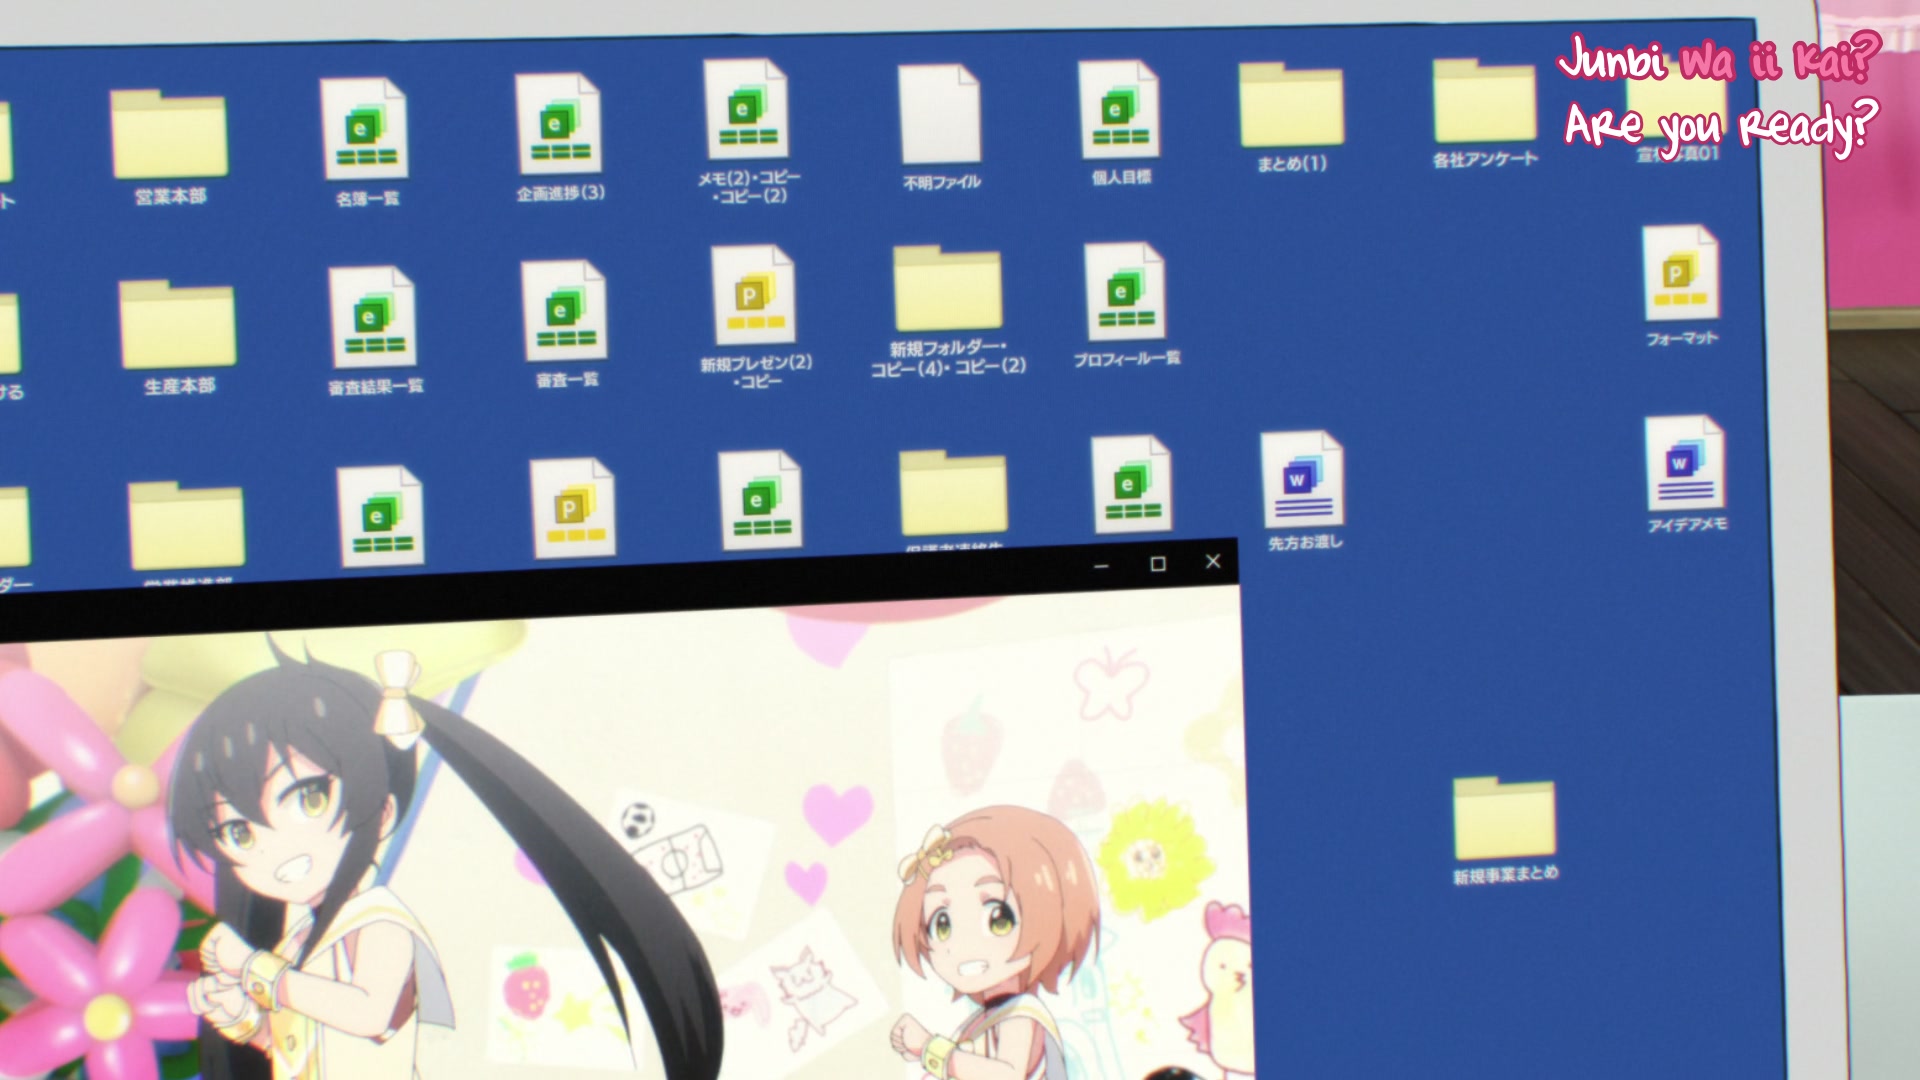 Junbi wa ii kai?
Are you Ready?
営業本部
名簿一覧
企画進捗(3)
メモ(2)・コピー
・コピー(2)
不明ファイル
個人目標
まとめ(1)
各社アンケート
ト
生産本部
審査結果一覧
審査一覧
新規プレゼン(2)
・コピー
新規フォルダー・
コピー(4)・コピー(2)
プロフィール一覧
フォーマット
ける
先方お渡し
アイデアメモ
ダー
新規事業まとめ